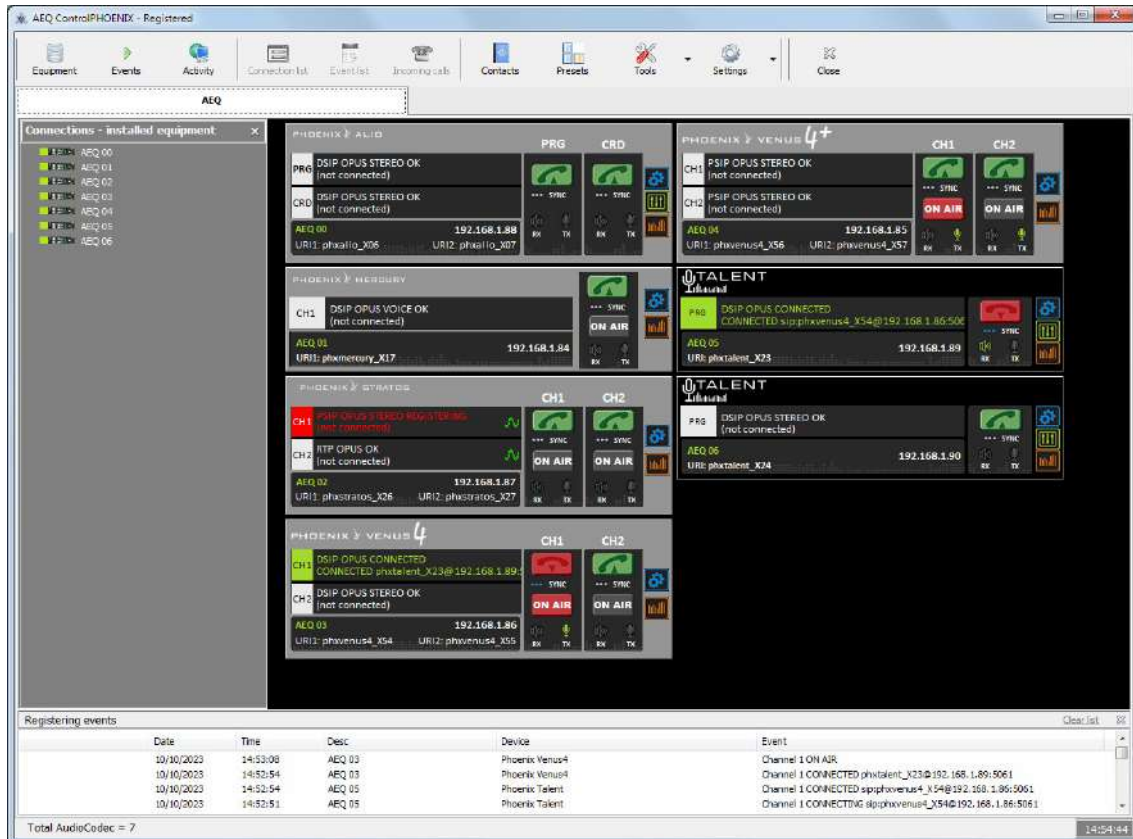 AEQ ControlPHOENIX - Registered
Equipment Events Activity Connection list Event list Incoming calls Contacts Presets Tools Settings Close
AEQ
Connections - installed equipment
AEQ 00
AEQ 01
AEQ 02
AEQ 03
AEQ 04
AEQ 05
AEQ 06
PHOENIX ALIO
PRG CRD
PRG DSIP OPUS STEREO OK
(not connected)
CRD DSIP OPUS STEREO OK
(not connected)
SYNC SYNC
AEQ 00 192.168.1.88
URI1: phxalio_X06 URI2: phxalio_X07
RX TX RX TX
PHOENIX MERCURY
CH1 DSIP OPUS VOICE OK
(not connected)
SYNC
ON AIR
AEQ 01 192.168.1.84
URI1: phxmercury_X17
RX TX
PHOENIX STRATOS
CH1 CH2
CH1 PSIP OPUS STEREO REGISTERING
(not connected)
CH2 RTP OPUS OK
(not connected)
SYNC SYNC
ON AIR ON AIR
AEQ 02 192.168.1.87
URI1: phxstratos_X26 URI2: phxstratos_X27
RX TX RX TX
PHOENIX VENUS 4
CH1 CH2
CH1 DSIP OPUS CONNECTED
CONNECTED phxtalent_X23@192.168.1.89:5
CH2 DSIP OPUS STEREO OK
(not connected)
SYNC SYNC
ON AIR ON AIR
AEQ 03 192.168.1.86
URI1: phxvenus4_X54 URI2: phxvenus4_X55
RX TX RX TX
PHOENIX VENUS 4+
CH1 CH2
CH1 PSIP OPUS STEREO OK
(not connected)
CH2 PSIP OPUS STEREO OK
(not connected)
SYNC SYNC
ON AIR ON AIR
AEQ 04 192.168.1.85
URI1: phxvenus4_X56 URI2: phxvenus4_X57
RX TX RX TX
TALENT
PRG DSIP OPUS CONNECTED
CONNECTED sip:phxvenus4_X54@192.168.1.86:506
SYNC
AEQ 05 192.168.1.89
URI: phxtalent_X23
RX TX
TALENT
PRG DSIP OPUS STEREO OK
(not connected)
SYNC
AEQ 06 192.168.1.90
URI: phxtalent_X24
RX TX
Registering events Clear list
Date Time Desc Device Event
10/10/2023 14:53:08 AEQ 03 Phoenix Venus4 Channel 1 ON AIR
10/10/2023 14:52:54 AEQ 03 Phoenix Venus4 Channel 1 CONNECTED phxtalent_X23@192.168.1.89:5061
10/10/2023 14:52:54 AEQ 05 Phoenix Talent Channel 1 CONNECTED sip:phxvenus4_X54@192.168.1.86:5061
10/10/2023 14:52:51 AEQ 05 Phoenix Talent Channel 1 CONNECTING sip:phxvenus4_X54@192.168.1.86:5061
Total AudioCodec = 7 14:54:44